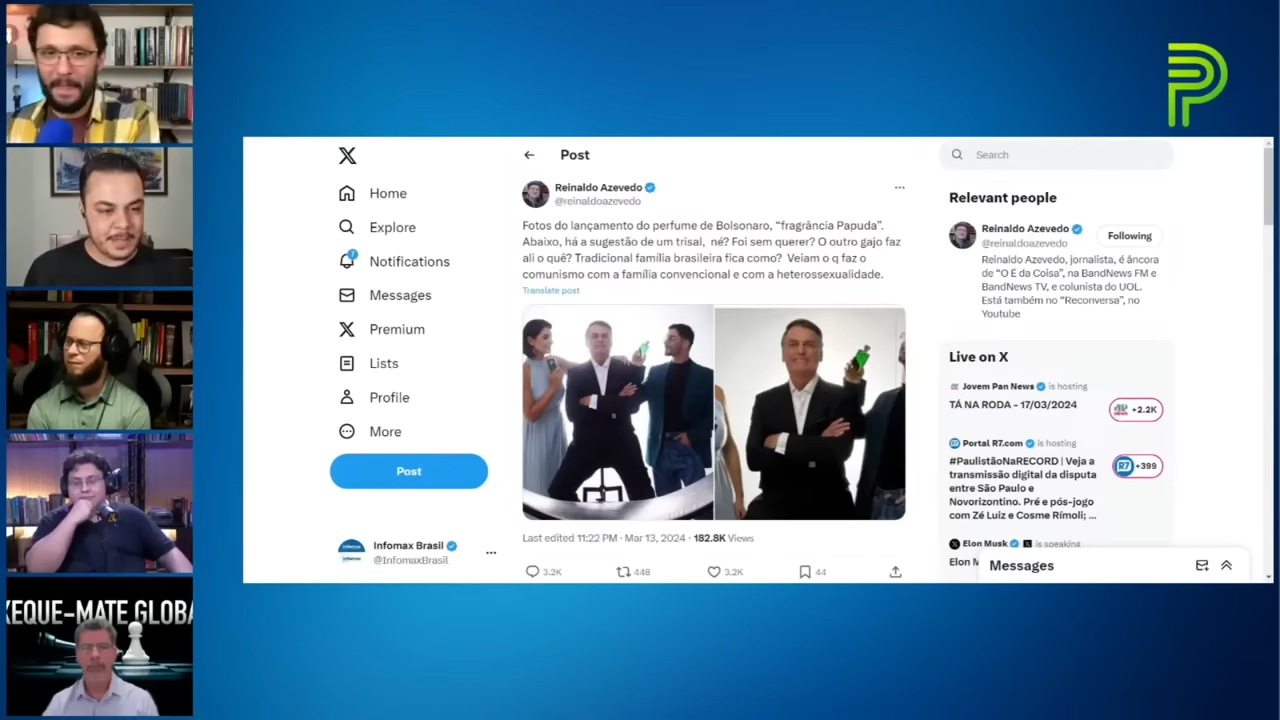 XEQUE-MATE GLOBA
P
X
Home
Explore
Notifications
Messages
Premium
Lists
Profile
More
Post
Infomax Brasil
@InfomaxBrasil
Post
Reinaldo Azevedo
@reinaldoazevedo
Fotos do lançamento do perfume de Bolsonaro, “fragrância Papuda”.
Abaixo, há a sugestão de um trisal, né? Foi sem querer? O outro gajo faz
ali o quê? Tradicional família brasileira fica como? Veiam o q faz o
comunismo com a família convencional e com a heterossexualidade.
Translate post
Last edited 11:22 PM · Mar 13, 2024 · 182.8K Views
3.2K
448
3.2K
44
Search
Relevant people
Reinaldo Azevedo
@reinaldoazevedo
Following
Reinaldo Azevedo, jornalista, é âncora
de “O É da Coisa”, na BandNews FM e
BandNews TV, e colunista do UOL.
Está também no “Reconversa”, no
Youtube
Live on X
Jovem Pan News is hosting
TÁ NA RODA - 17/03/2024
+2.2K
Portal R7.com is hosting
#PaulistãoNaRECORD | Veja a
transmissão digital da disputa
entre São Paulo e
Novorizontino. Pré e pós-jogo
com Zé Luiz e Cosme Rímoli; ...
R7 +399
Elon Musk is speaking
Elon M
Messages